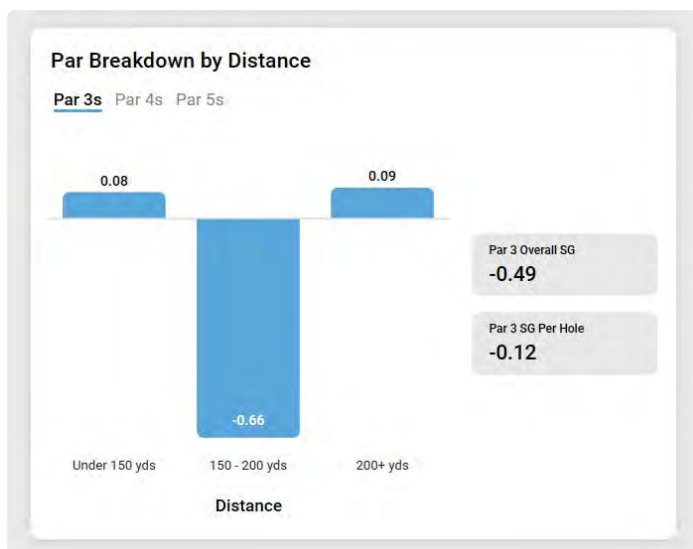 Par Breakdown by Distance
Par 3s Par 4s Par 5s
0.08
0.09
-0.66
Under 150 yds 150 - 200 yds 200+ yds
Distance
Par 3 Overall SG
-0.49
Par 3 SG Per Hole
-0.12